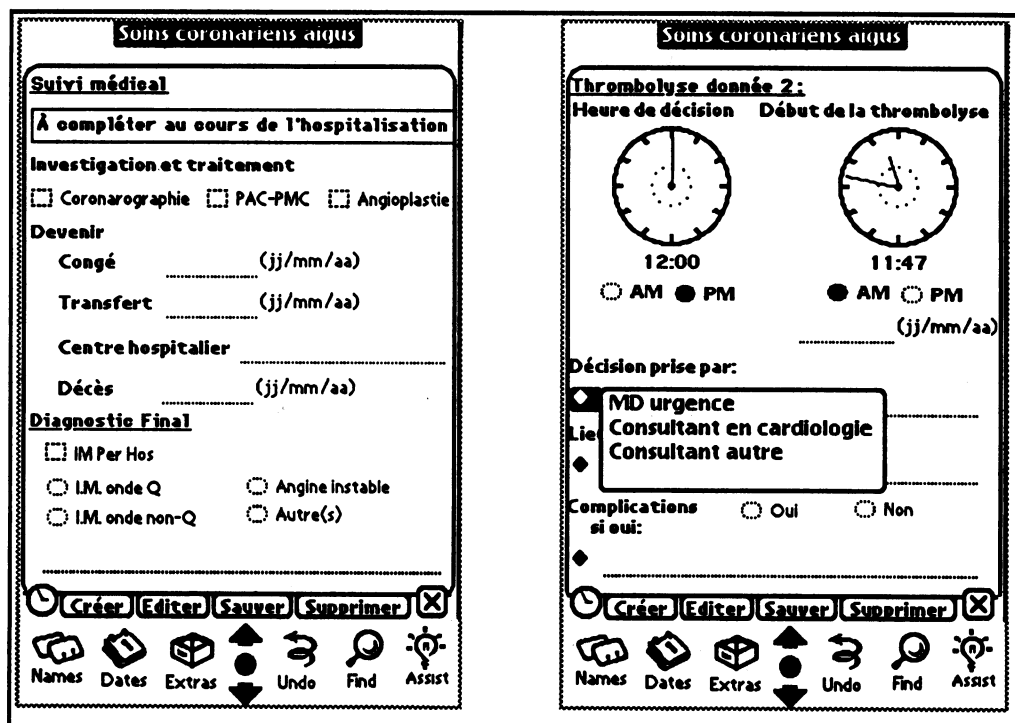 Soins coronariens aigus
Suivi médical
À compléter au cours de l'hospitalisation
Investigation et traitement
Coronarographie PAC-PMC Angioplastie
Devenir
Congé (jj/mm/aa)
Transfert (jj/mm/aa)
Centre hospitalier
Décès (jj/mm/aa)
Diagnostic Final
IM Per Hos
I.M. onde Q Angine instable
I.M. onde non-Q Autre(s)
Créer Editer Sauver Supprimer
Names Dates Extras Undo Find Assist
Soins coronariens aigus
Thrombolyse donnée 2:
Heure de décision Début de la thrombolyse
12:00 11:47
AM PM AM PM
(jj/mm/aa)
Décision prise par:
MD urgence
Consultant en cardiologie
Consultant autre
Complications Oui Non
si oui:
Créer Editer Sauver Supprimer
Names Dates Extras Undo Find Assist